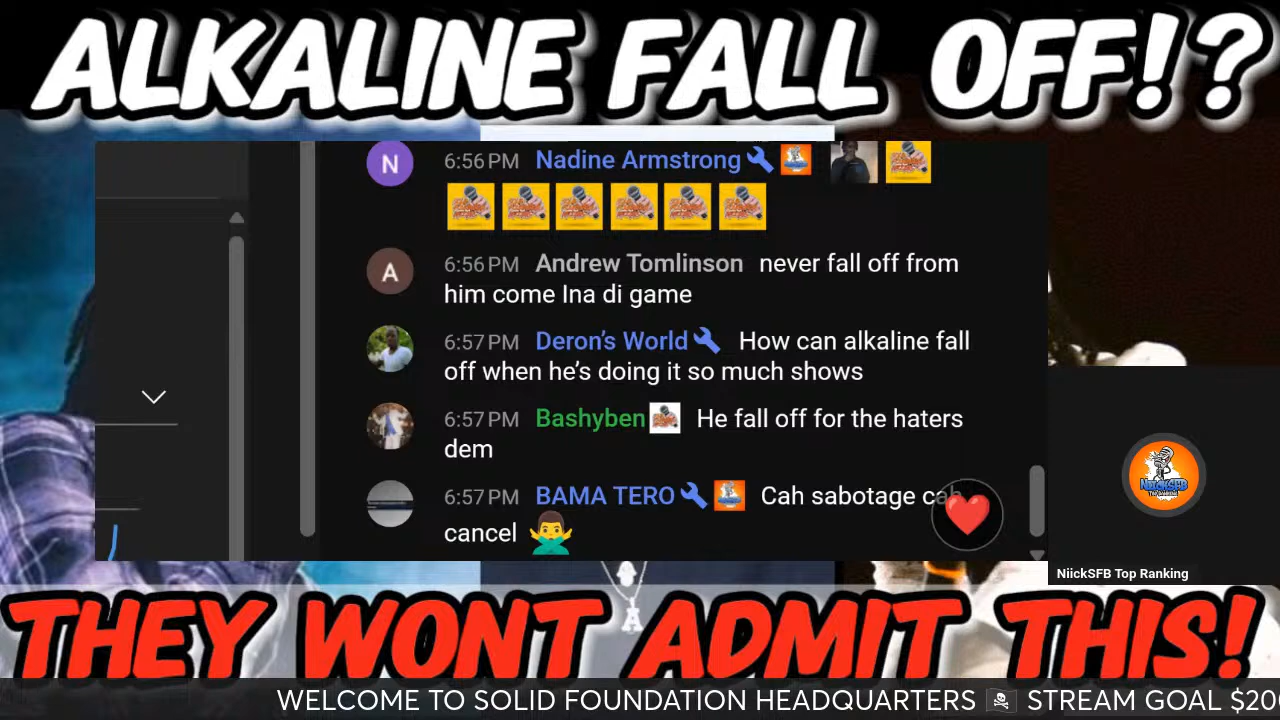 ALKALINE FALL OFF!?
N 6:56 PM Nadine Armstrong
A 6:56 PM Andrew Tomlinson never fall off from
him come Ina di game
6:57 PM Deron’s World How can alkaline fall
off when he’s doing it so much shows
6:57 PM Bashyben He fall off for the haters
dem
6:57 PM BAMA TERO Cah sabotage cah
cancel
NIICKSFB
NiickSFB Top Ranking
A
THEY WONT ADMIT THIS!
WELCOME TO SOLID FOUNDATION HEADQUARTERS ☠ STREAM GOAL $20